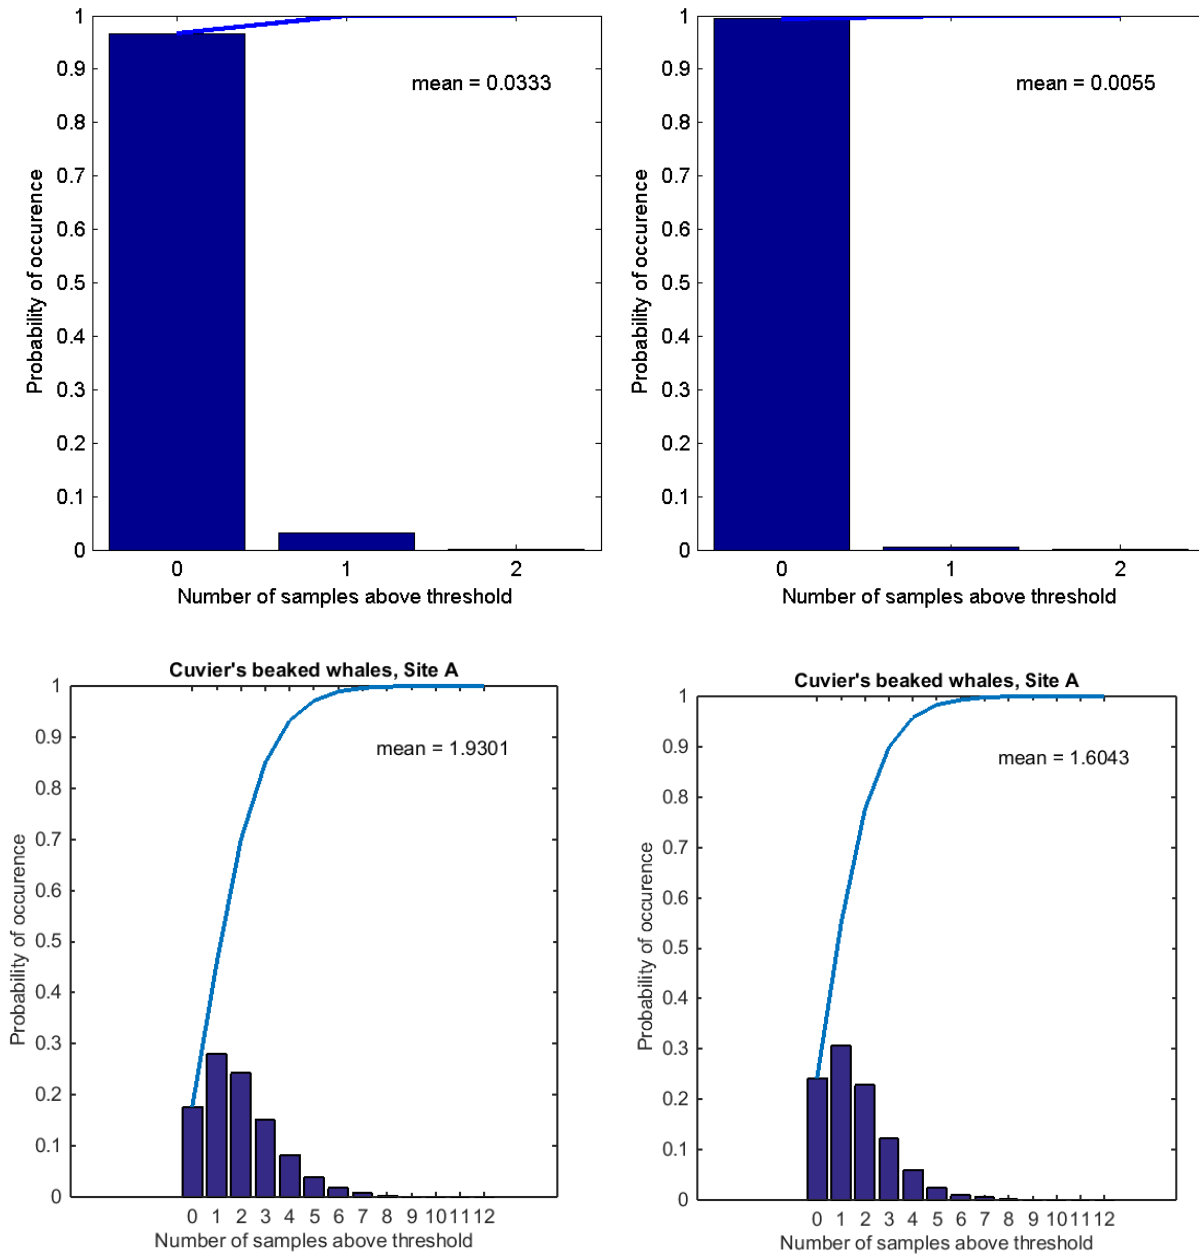 1
0.9
0.8
0.7
0.6
0.5
0.4
0.3
0.2
0.1
0
Probability of occurence
mean = 0.0333
0 1 2
Number of samples above threshold
1
0.9
0.8
0.7
0.6
0.5
0.4
0.3
0.2
0.1
0
Probability of occurence
mean = 0.0055
0 1 2
Number of samples above threshold
Cuvier's beaked whales, Site A
1
0.9
0.8
0.7
0.6
0.5
0.4
0.3
0.2
0.1
0
Probability of occurence
mean = 1.9301
0 1 2 3 4 5 6 7 8 9 10 11 12
Number of samples above threshold
Cuvier's beaked whales, Site A
1
0.9
0.8
0.7
0.6
0.5
0.4
0.3
0.2
0.1
0
Probability of occurence
mean = 1.6043
0 1 2 3 4 5 6 7 8 9 10 11 12
Number of samples above threshold